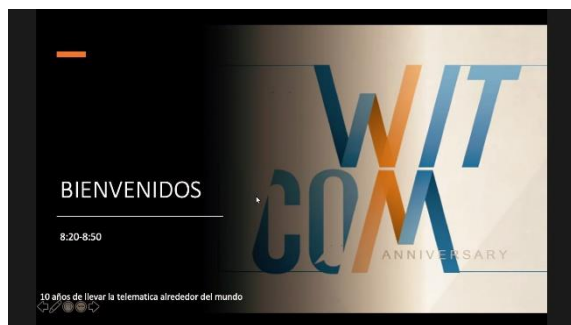 BIENVENIDOS
8:20-8:50
10 años de llevar la telematica alrededor del mundo
WIT
COM
ANNIVERSARY